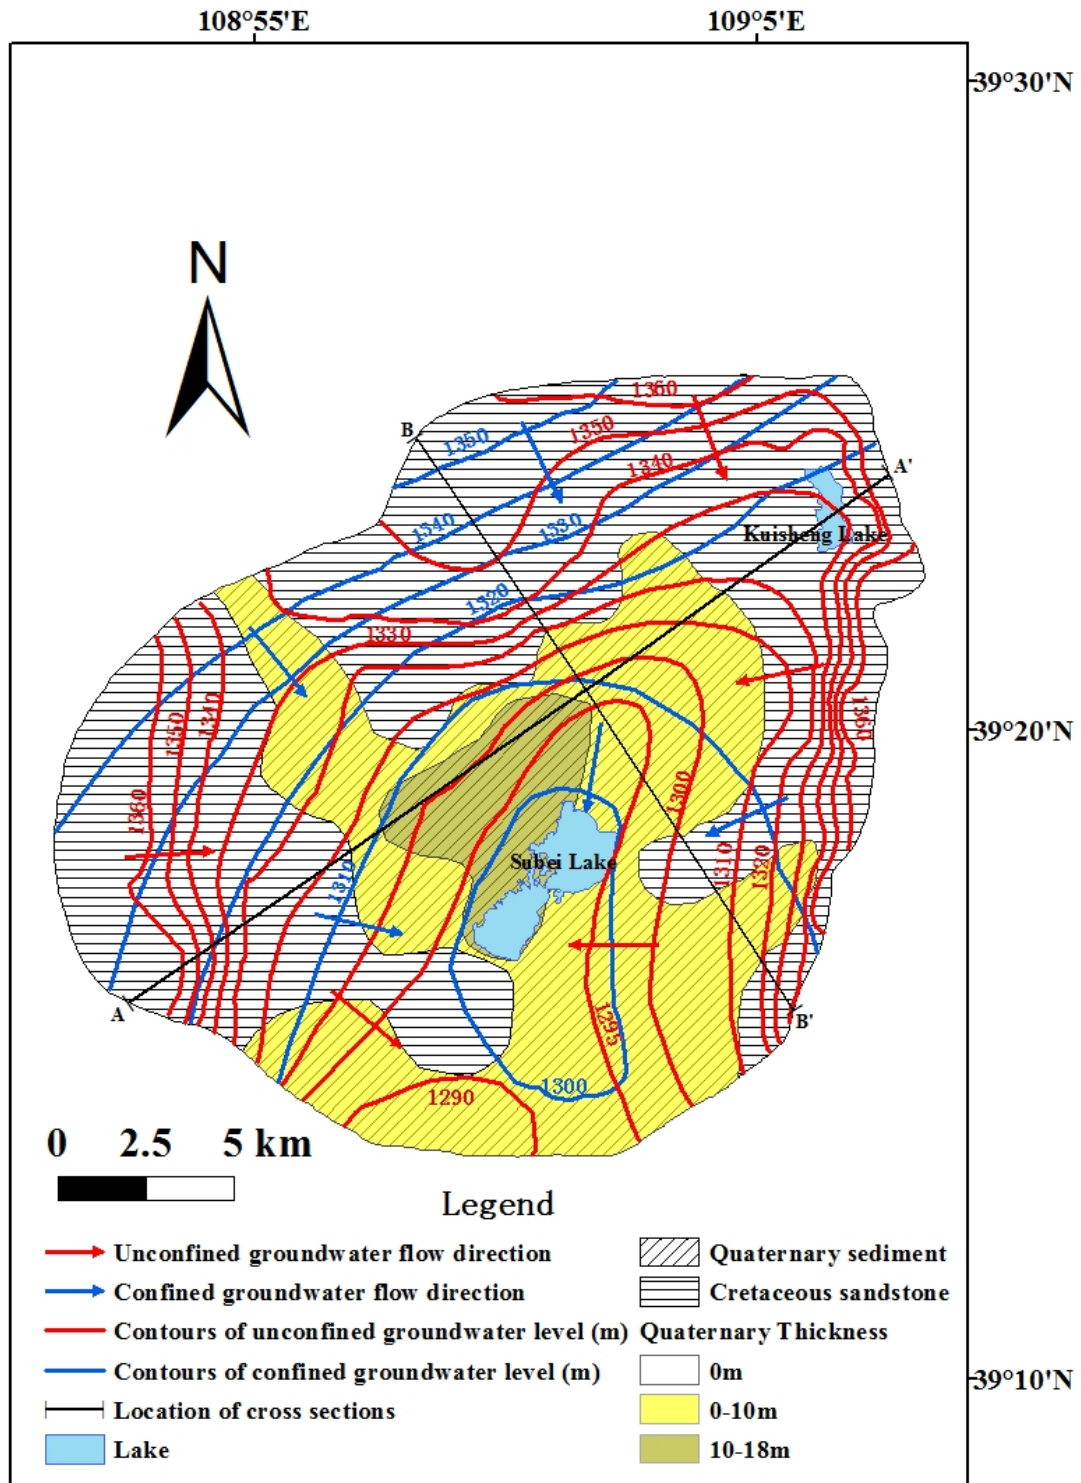 108°55'E 109°5'E
39°30'N
N
1360
1350
B
1350
1340
A'
1340
1330
Kuisheng Lake
1320
1330
1340
1350
1360
39°20'N
1300
1360
Subei Lake
1310
1320
1310
A
1295
B'
1300
1290
0 2.5 5 km
Legend
Unconfined groundwater flow direction
Confined groundwater flow direction
Contours of unconfined groundwater level (m)
Contours of confined groundwater level (m)
Location of cross sections
Lake
Quaternary sediment
Cretaceous sandstone
Quaternary Thickness
0m
0-10m
10-18m
39°10'N